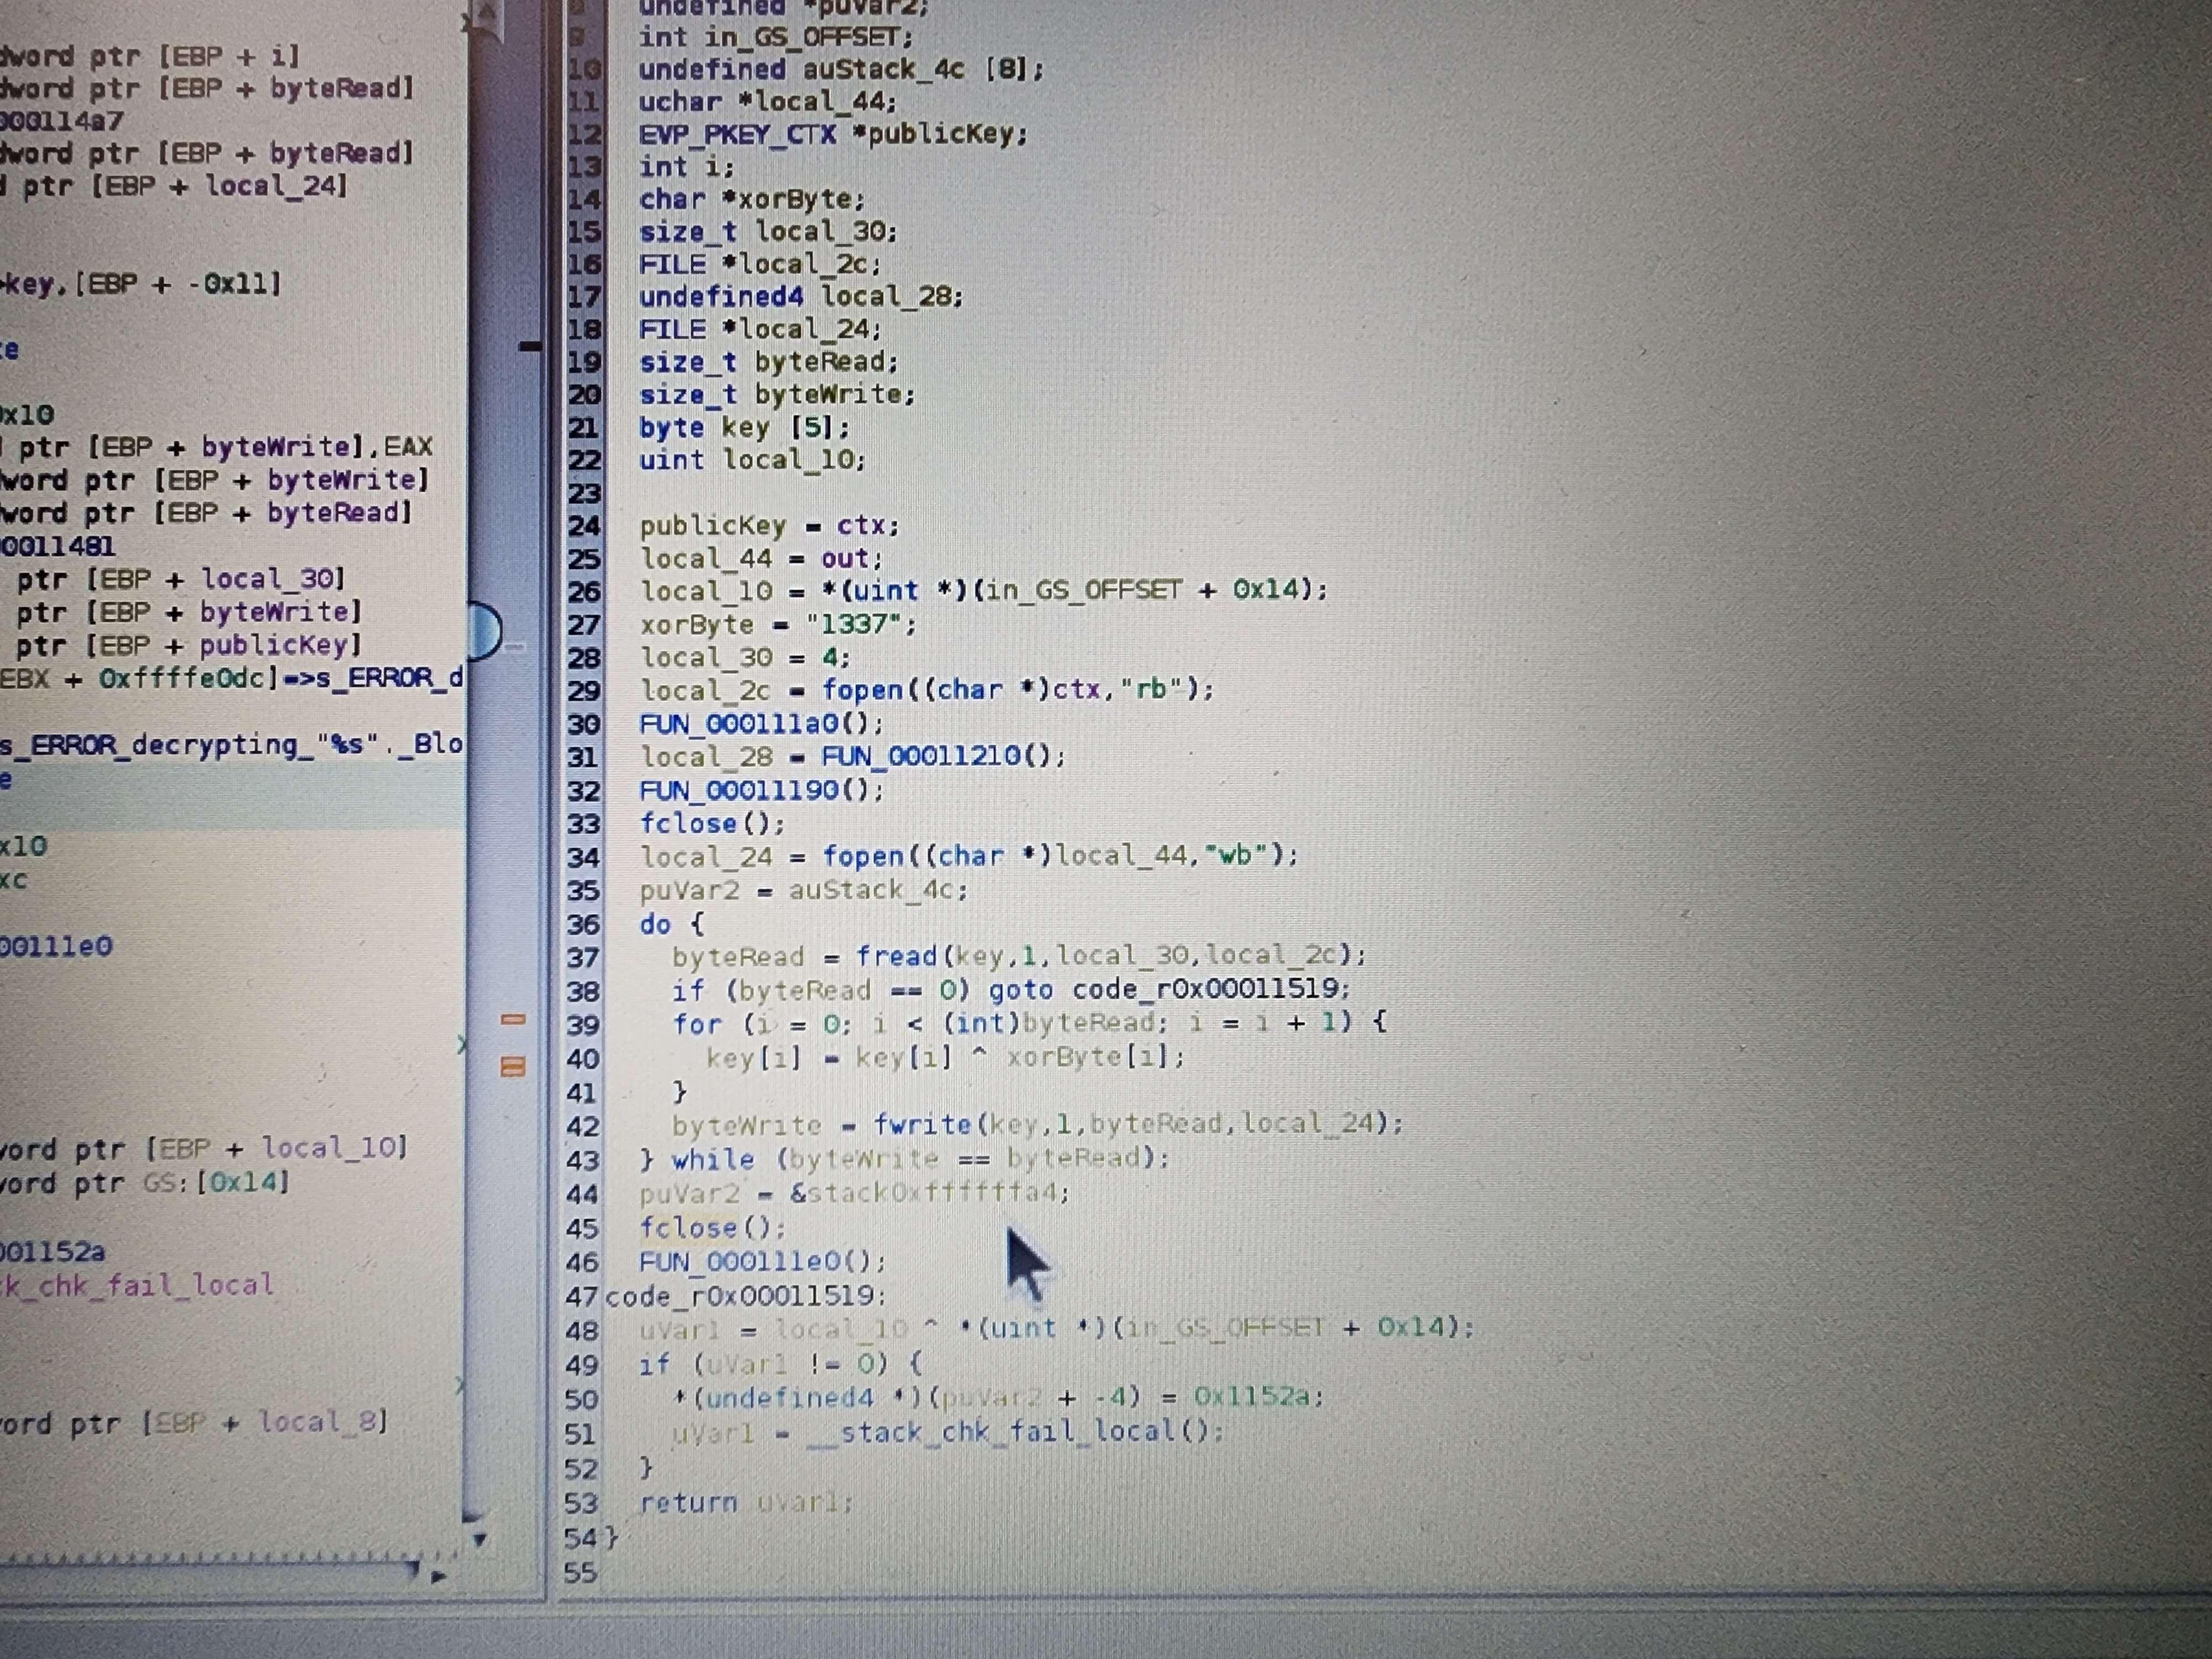 dword ptr [EBP + i]
dword ptr [EBP + byteRead]
000114a7
dword ptr [EBP + byteRead]
d ptr [EBP + local_24]
key,[EBP + -0x11]
te
0x10
d ptr [EBP + byteWrite],EAX
dword ptr [EBP + byteWrite]
dword ptr [EBP + byteRead]
00011481
ptr [EBP + local_30]
ptr [EBP + byteWrite]
ptr [EBP + publicKey]
EBX + 0xffffe0dc]=>s_ERROR_d
s_ERROR_decrypting_"%s"._Blo
e
x10
xc
000111e0
word ptr [EBP + local_10]
word ptr GS:[0x14]
0001152a
ck_chk_fail_local
word ptr [EBP + local_8]
8 undefined *puVar2;
9 int in_GS_OFFSET;
10 undefined auStack_4c [8];
11 uchar *local_44;
12 EVP_PKEY_CTX *publicKey;
13 int i;
14 char *xorByte;
15 size_t local_30;
16 FILE *local_2c;
17 undefined4 local_28;
18 FILE *local_24;
19 size_t byteRead;
20 size_t byteWrite;
21 byte key [5];
22 uint local_10;
23
24 publicKey = ctx;
25 local_44 = out;
26 local_10 = *(uint *)(in_GS_OFFSET + 0x14);
27 xorByte = "1337";
28 local_30 = 4;
29 local_2c = fopen((char *)ctx,"rb");
30 FUN_000111a0();
31 local_28 = FUN_00011210();
32 FUN_00011190();
33 fclose();
34 local_24 = fopen((char *)local_44,"wb");
35 puVar2 = auStack_4c;
36 do {
37 byteRead = fread(key,1,local_30,local_2c);
38 if (byteRead == 0) goto code_r0x00011519;
39 for (i = 0; i < (int)byteRead; i = i + 1) {
40 key[i] = key[i] ^ xorByte[i];
41 }
42 byteWrite = fwrite(key,1,byteRead,local_24);
43 } while (byteWrite == byteRead);
44 puVar2 = &stack0xffffffa4;
45 fclose();
46 FUN_000111e0();
47 code_r0x00011519:
48 uVar1 = local_10 ^ *(uint *)(in_GS_OFFSET + 0x14);
49 if (uVar1 != 0) {
50 *(undefined4 *)(puVar2 + -4) = 0x1152a;
51 uVar1 = __stack_chk_fail_local();
52 }
53 return uVar1;
54 }
55